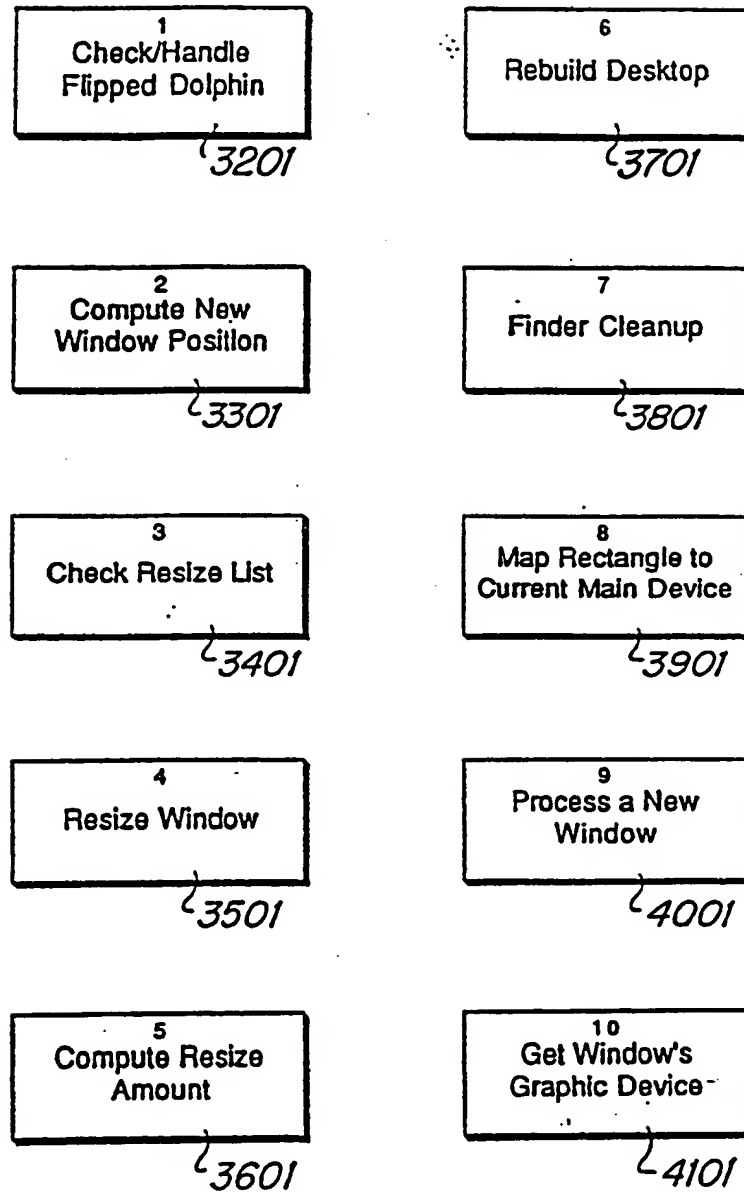 1
Check/Handle
Flipped Dolphin
3201
2
Compute New
Window Position
3301
3
Check Resize List
3401
4
Resize Window
3501
5
Compute Resize
Amount
3601
6
Rebuild Desktop
3701
7
Finder Cleanup
3801
8
Map Rectangle to
Current Main Device
3901
9
Process a New
Window
4001
10
Get Window's
Graphic Device
4101